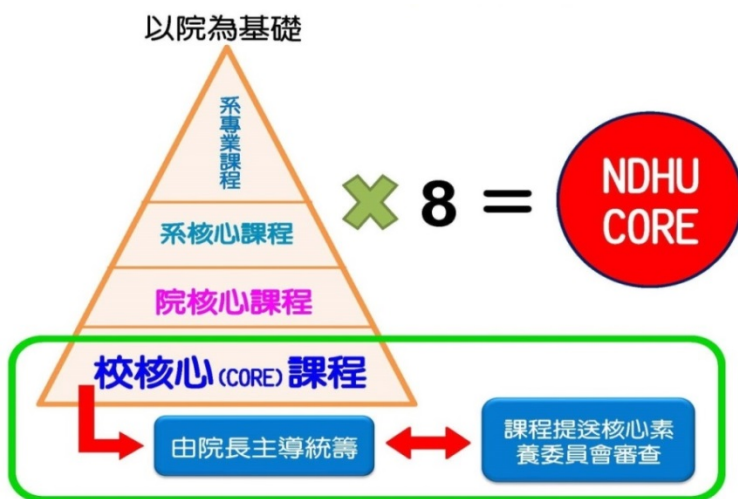 以院為基礎
系專業課程
系核心課程
院核心課程
校核心(CORE)課程
× 8 =
NDHU
CORE
由院長主導統籌
課程提送核心素
養委員會審查